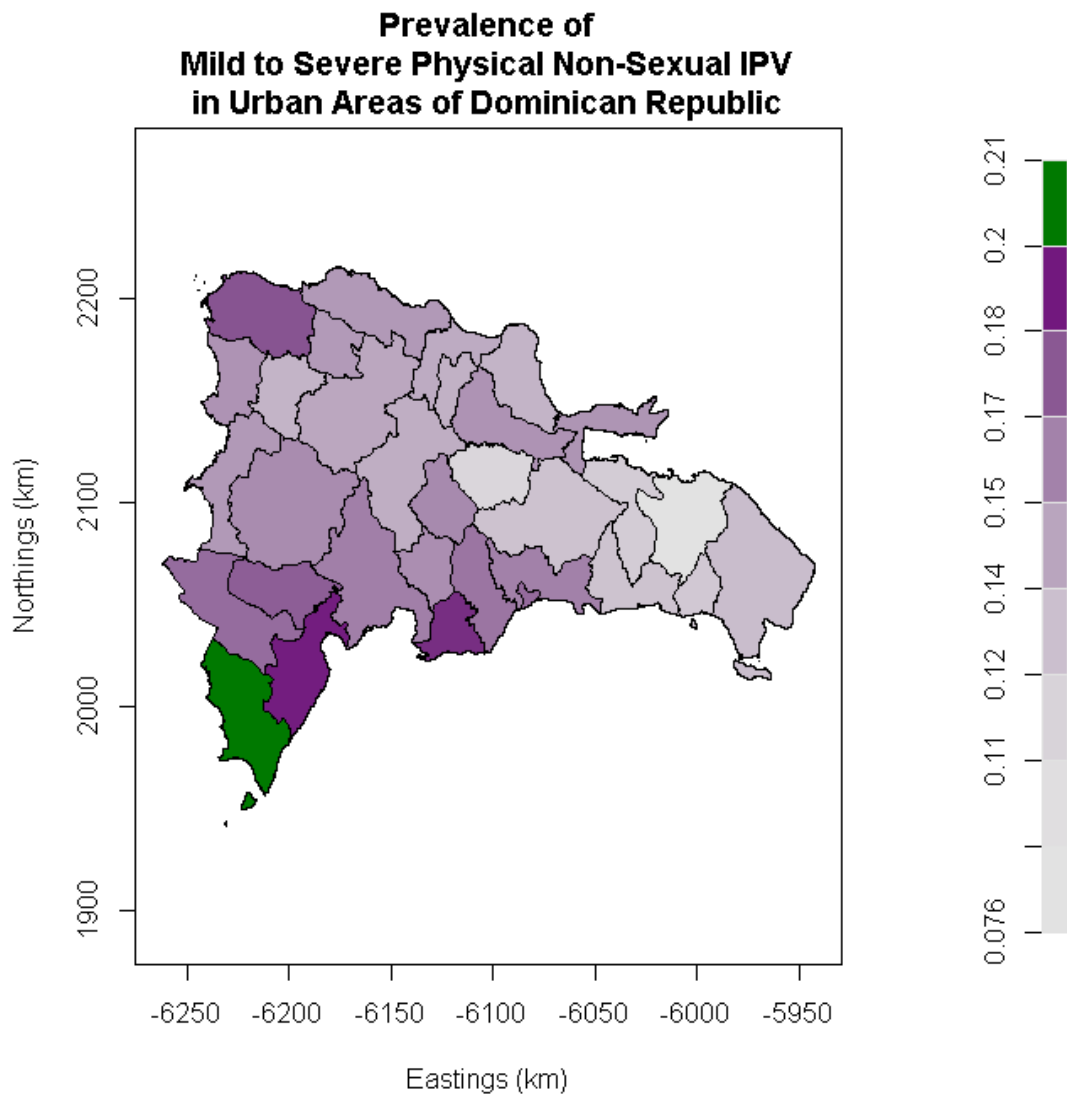 Prevalence of
Mild to Severe Physical Non-Sexual IPV
in Urban Areas of Dominican Republic
2200
2100
2000
1900
Northings (km)
-6250 -6200 -6150 -6100 -6050 -6000 -5950
Eastings (km)
0.21
0.2
0.18
0.17
0.15
0.14
0.12
0.11
0.076